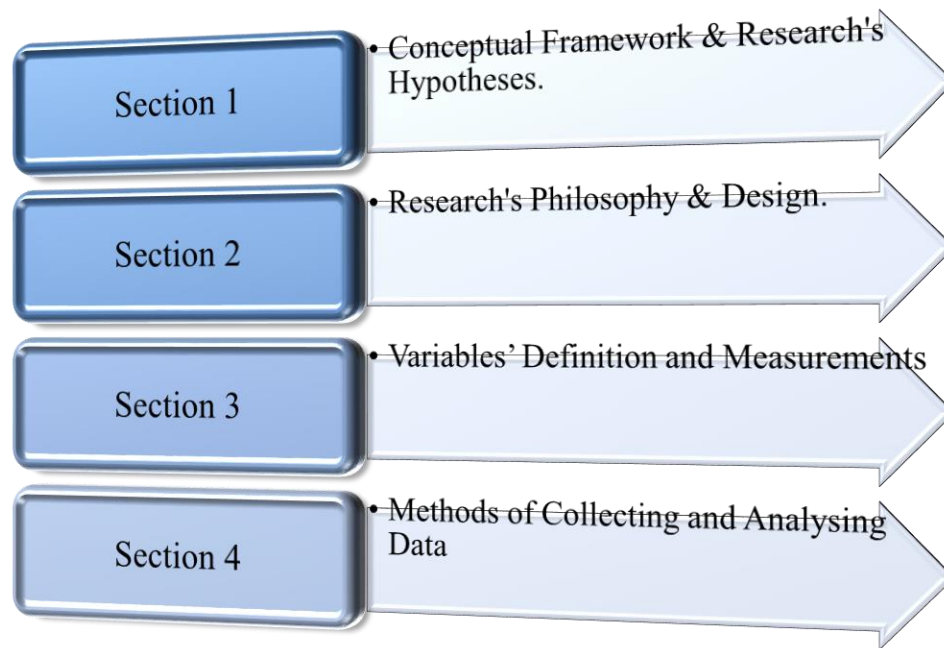 Section 1
• Conceptual Framework & Research's
Hypotheses.
Section 2
• Research's Philosophy & Design.
Section 3
• Variables’ Definition and Measurements
Section 4
• Methods of Collecting and Analysing
Data